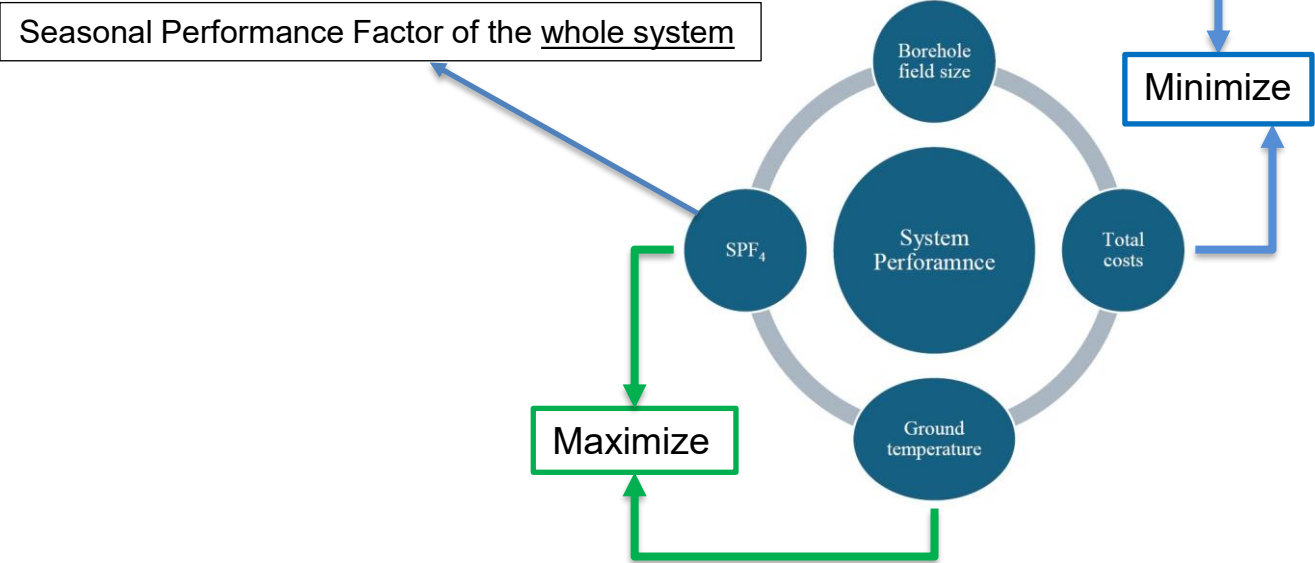 Seasonal Performance Factor of the whole system
Borehole
field size
Minimize
SPF₄
System
Perforamnce
Total
costs
Maximize
Ground
temperature